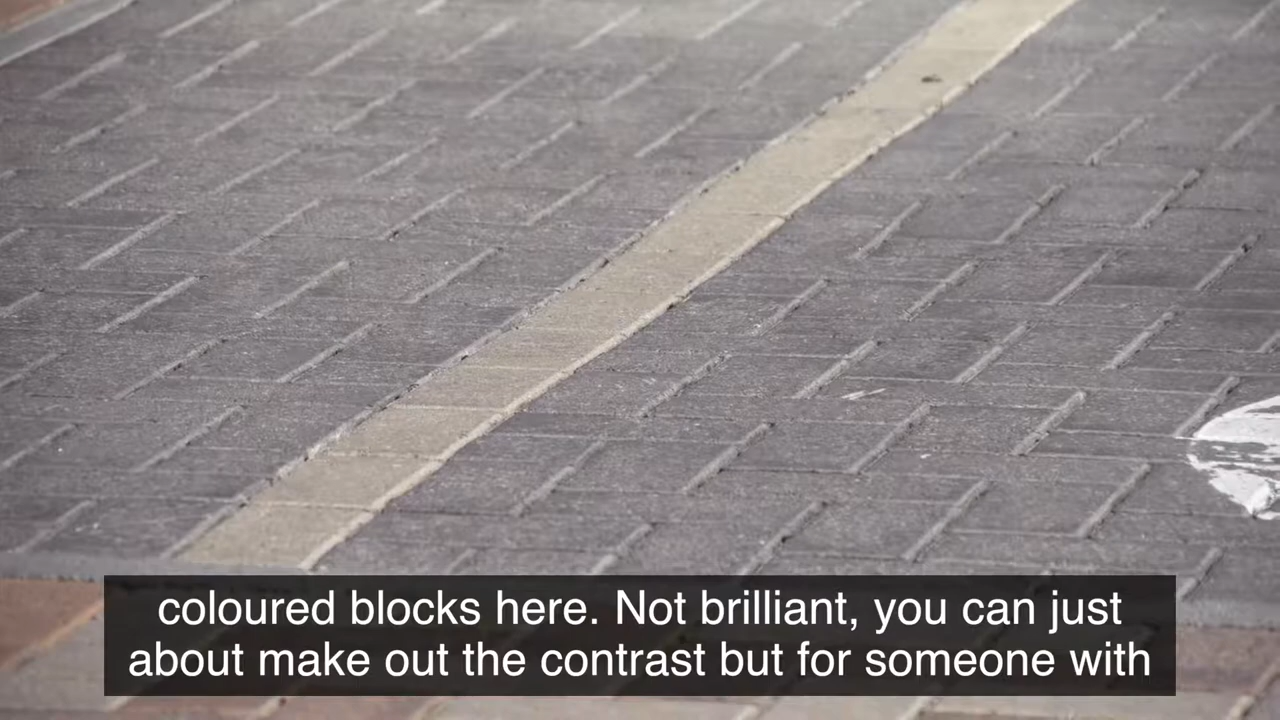 coloured blocks here. Not brilliant, you can just
about make out the contrast but for someone with